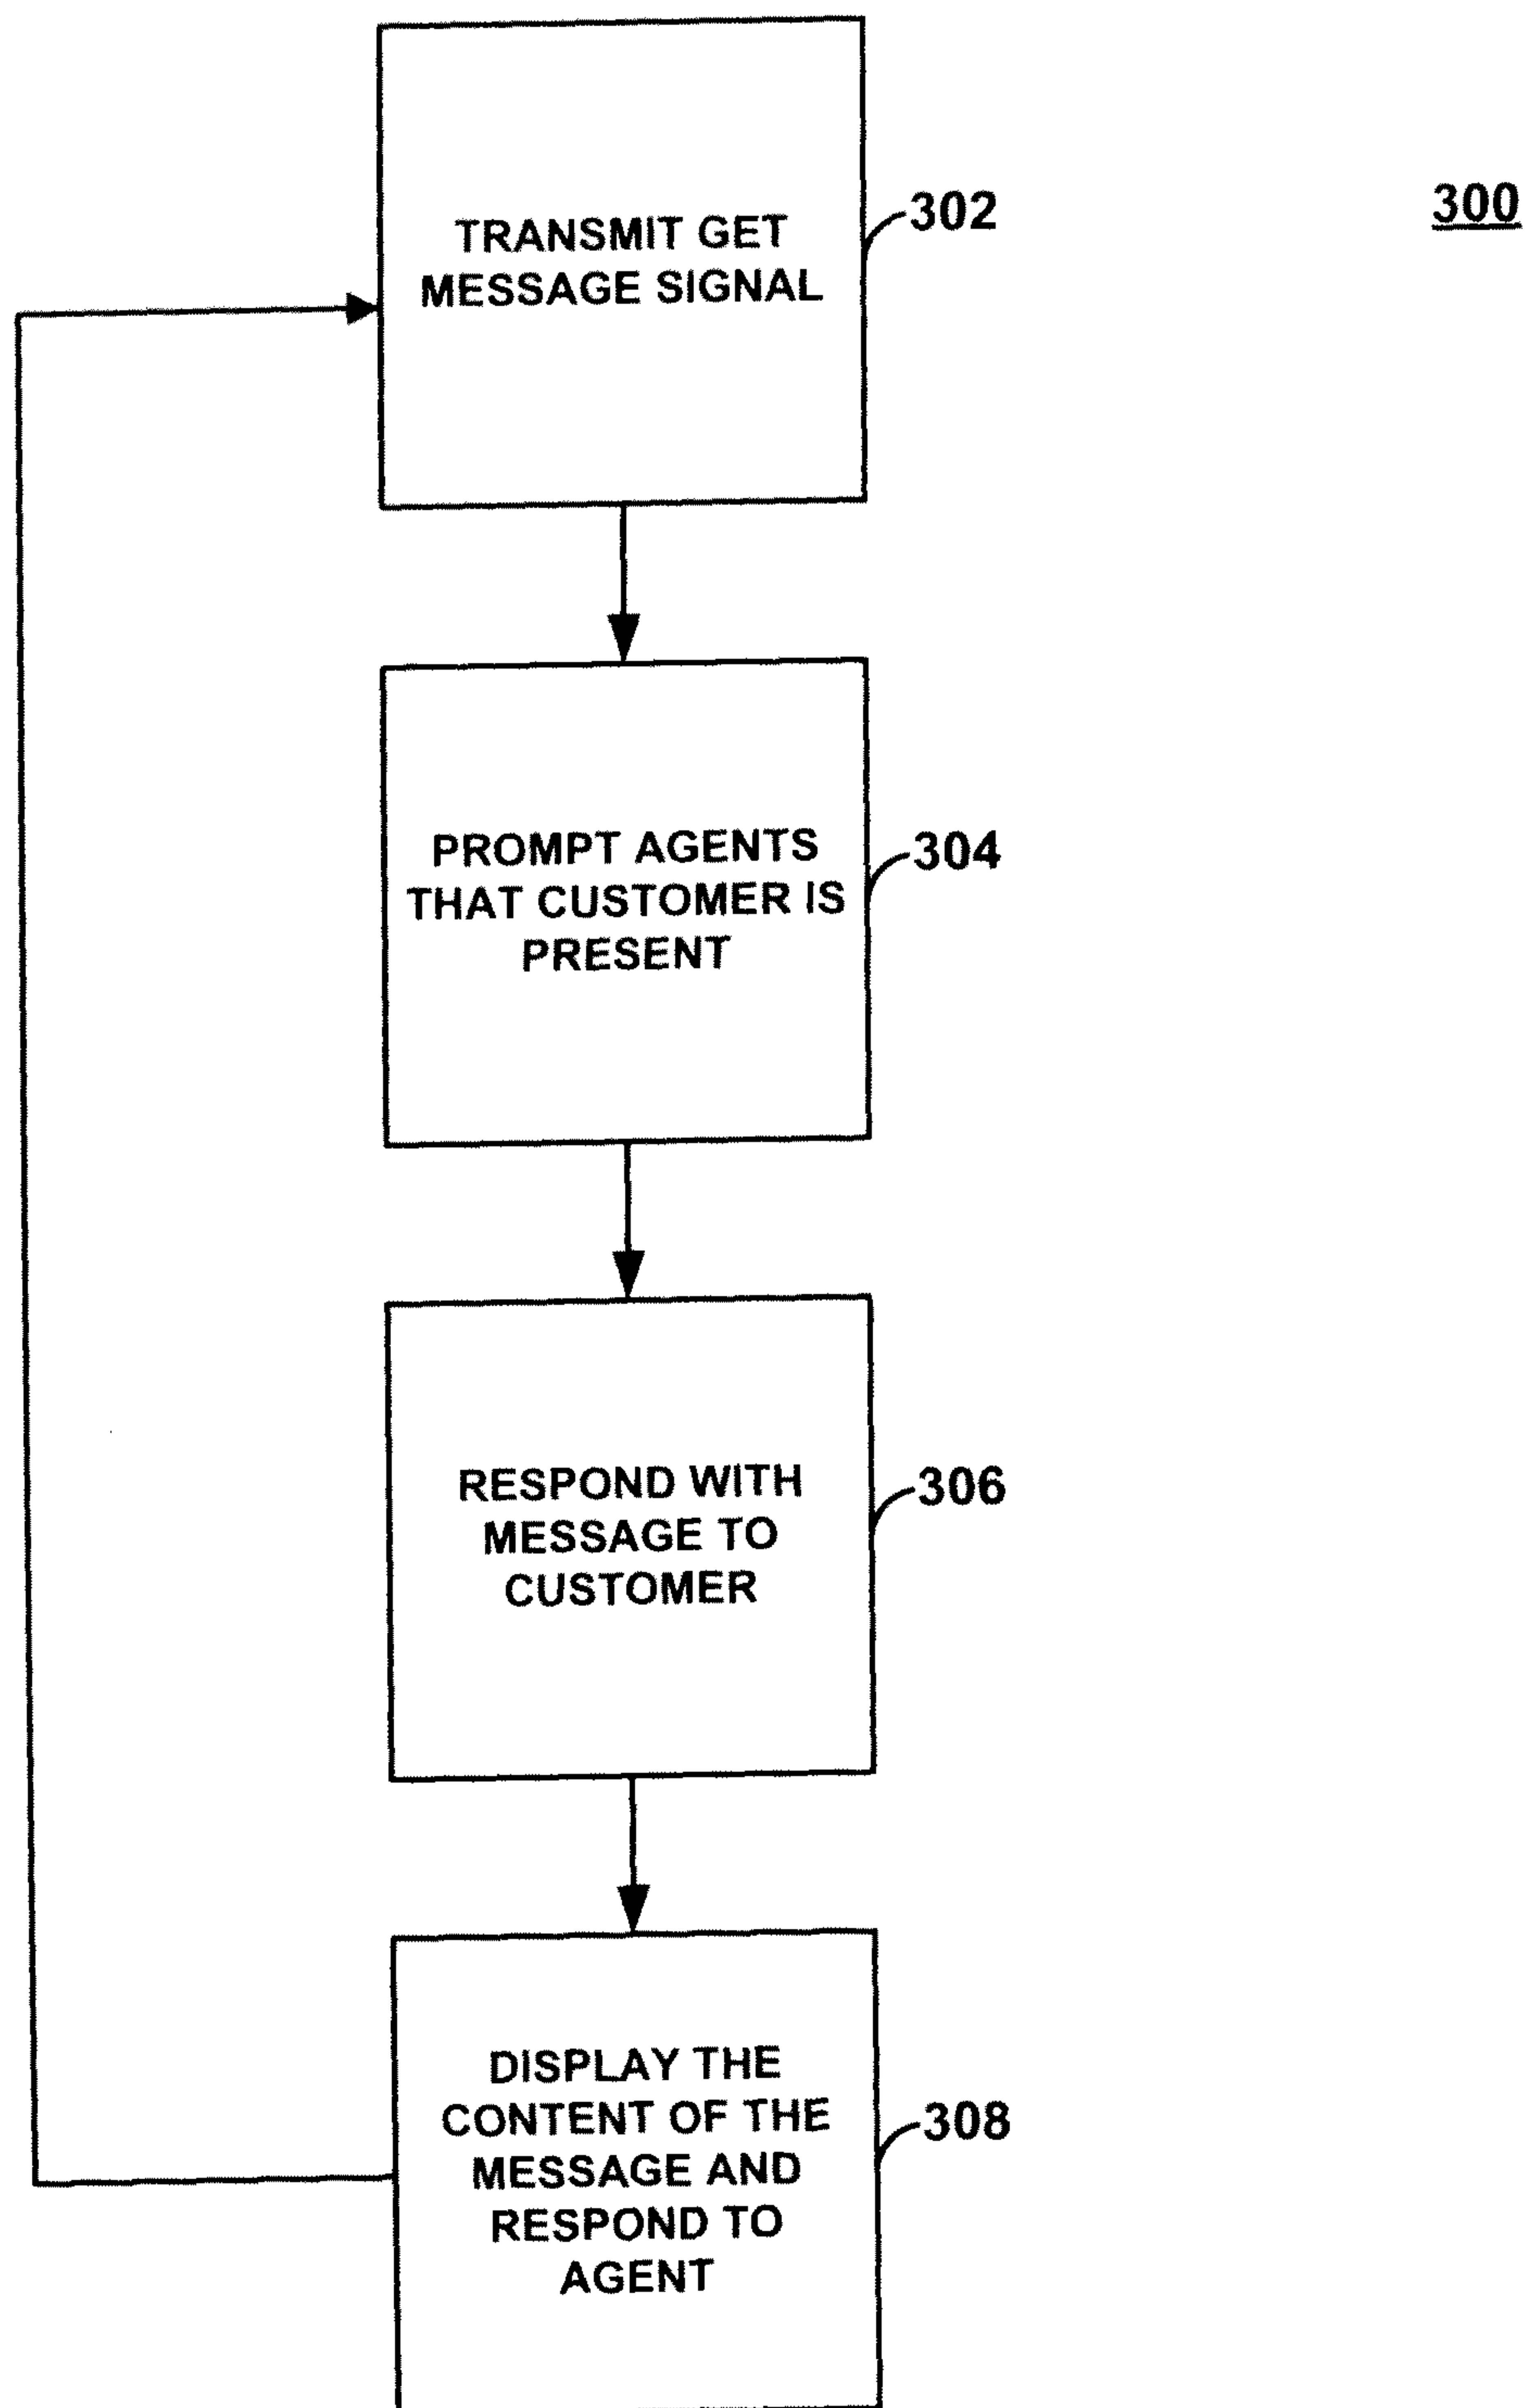 300
TRANSMIT GET
MESSAGE SIGNAL
302
PROMPT AGENTS
THAT CUSTOMER IS
PRESENT
304
RESPOND WITH
MESSAGE TO
CUSTOMER
306
DISPLAY THE
CONTENT OF THE
MESSAGE AND
RESPOND TO
AGENT
308